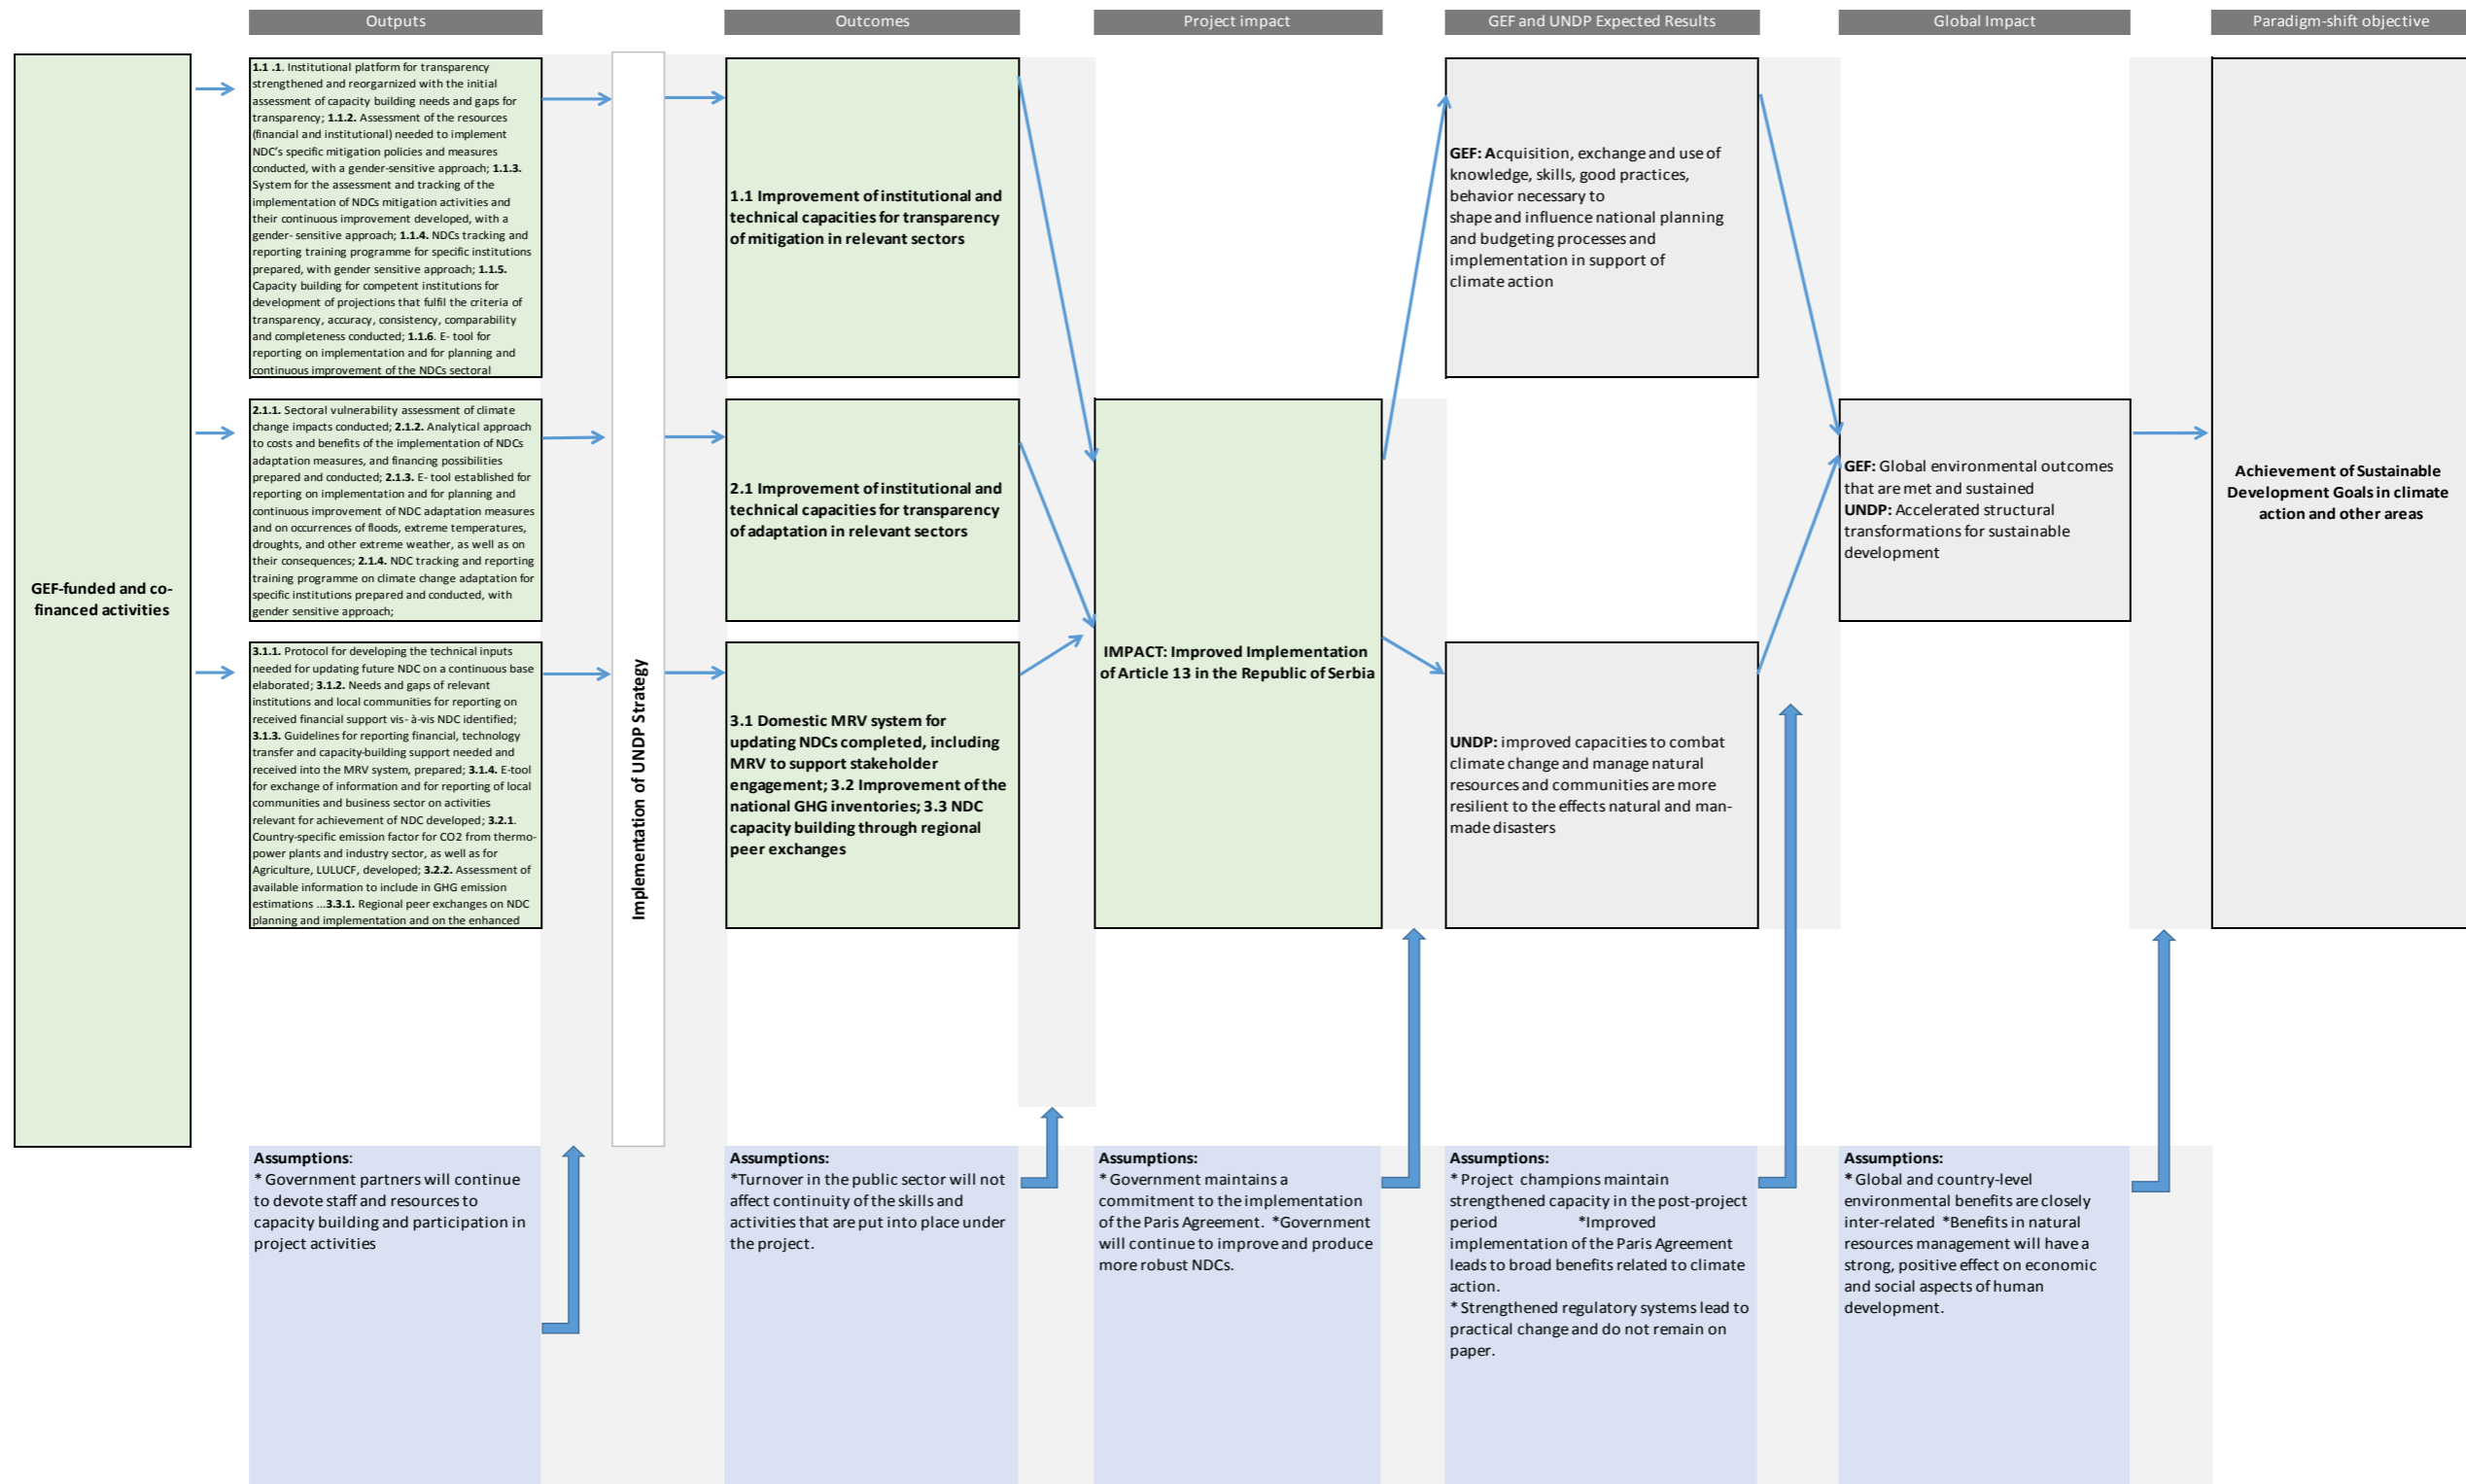 Outputs
Outcomes
Project impact
GEF and UNDP Expected Results
Global Impact
Paradigm-shift objective
GEF-funded and co-
financed activities
1.1 .1. Institutional platform for transparency
strengthened and reorgarnized with the initial
assessment of capacity building needs and gaps for
transparency; 1.1.2. Assessment of the resources
(financial and institutional) needed to implement
NDC's specific mitigation policies and measures
conducted, with a gender-sensitive approach; 1.1.3.
System for the assessment and tracking of the
implementation of NDCs mitigation activities and
their continuous improvement developed, with a
gender- sensitive approach; 1.1.4. NDCs tracking and
reporting training programme for specific institutions
prepared, with gender sensitive approach; 1.1.5.
Capacity building for competent institutions for
development of projections that fulfil the criteria of
transparency, accuracy, consistency, comparability
and completeness conducted; 1.1.6. E- tool for
reporting on implementation and for planning and
continuous improvement of the NDCs sectoral
2.1.1. Sectoral vulnerability assessment of climate
change impacts conducted; 2.1.2. Analytical approach
to costs and benefits of the implementation of NDCs
adaptation measures, and financing possibilities
prepared and conducted; 2.1.3. E- tool established for
reporting on implementation and for planning and
continuous improvement of NDC adaptation measures
and on occurrences of floods, extreme temperatures,
droughts, and other extreme weather, as well as on
their consequences; 2.1.4. NDC tracking and reporting
training programme on climate change adaptation for
specific institutions prepared and conducted, with
gender sensitive approach;
3.1.1. Protocol for developing the technical inputs
needed for updating future NDC on a continuous base
elaborated; 3.1.2. Needs and gaps of relevant
institutions and local communities for reporting on
received financial support vis- à-vis NDC identified;
3.1.3. Guidelines for reporting financial, technology
transfer and capacity-building support needed and
received into the MRV system, prepared; 3.1.4. E-tool
for exchange of information and for reporting of local
communities and business sector on activities
relevant for achievement of NDC developed; 3.2.1.
Country-specific emission factor for CO2 from thermo-
power plants and industry sector, as well as for
Agriculture, LULUCF, developed; 3.2.2. Assessment of
available information to include in GHG emission
estimations ...3.3.1. Regional peer exchanges on NDC
planning and implementation and on the enhanced
Implementation of UNDP Strategy
1.1 Improvement of institutional and
technical capacities for transparency
of mitigation in relevant sectors
2.1 Improvement of institutional and
technical capacities for transparency
of adaptation in relevant sectors
3.1 Domestic MRV system for
updating NDCs completed, including
MRV to support stakeholder
engagement; 3.2 Improvement of the
national GHG inventories; 3.3 NDC
capacity building through regional
peer exchanges
IMPACT: Improved Implementation
of Article 13 in the Republic of Serbia
GEF: Acquisition, exchange and use of
knowledge, skills, good practices,
behavior necessary to
shape and influence national planning
and budgeting processes and
implementation in support of
climate action
UNDP: improved capacities to combat
climate change and manage natural
resources and communities are more
resilient to the effects natural and man-
made disasters
GEF: Global environmental outcomes
that are met and sustained
UNDP: Accelerated structural
transformations for sustainable
development
Achievement of Sustainable
Development Goals in climate
action and other areas
Assumptions:
* Government partners will continue
to devote staff and resources to
capacity building and participation in
project activities
Assumptions:
*Turnover in the public sector will not
affect continuity of the skills and
activities that are put into place under
the project.
Assumptions:
* Government maintains a
commitment to the implementation
of the Paris Agreement. *Government
will continue to improve and produce
more robust NDCs.
Assumptions:
* Project champions maintain
strengthened capacity in the post-project
period *Improved
implementation of the Paris Agreement
leads to broad benefits related to climate
action.
* Strengthened regulatory systems lead to
practical change and do not remain on
paper.
Assumptions:
* Global and country-level
environmental benefits are closely
inter-related *Benefits in natural
resources management will have a
strong, positive effect on economic
and social aspects of human
development.